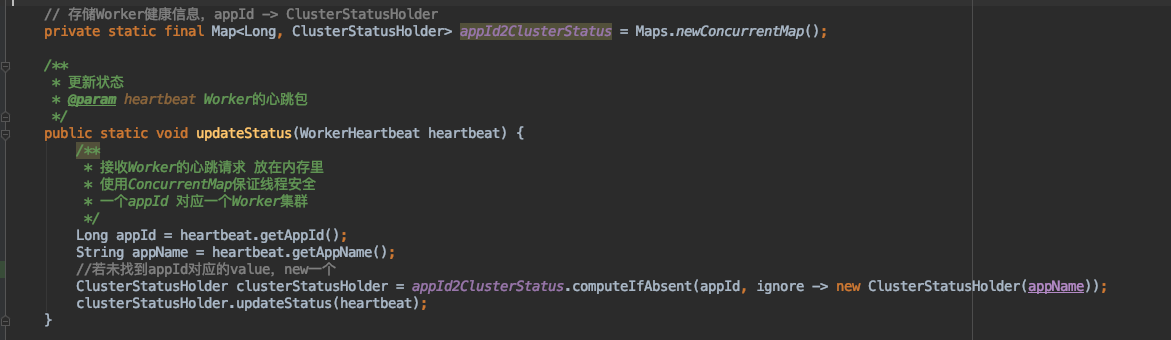 // 存储Worker健康信息，appId -> ClusterStatusHolder
private static final Map<Long, ClusterStatusHolder> appId2ClusterStatus = Maps.newConcurrentMap();
/**
* 更新状态
* @param heartbeat Worker的心跳包
*/
public static void updateStatus(WorkerHeartbeat heartbeat) {
/**
* 接收Worker的心跳请求 放在内存里
* 使用ConcurrentMap保证线程安全
* 一个appId 对应一个Worker集群
*/
Long appId = heartbeat.getAppId();
String appName = heartbeat.getAppName();
//若未找到appId对应的value，new一个
ClusterStatusHolder clusterStatusHolder = appId2ClusterStatus.computeIfAbsent(appId, ignore -> new ClusterStatusHolder(appName));
clusterStatusHolder.updateStatus(heartbeat);
}